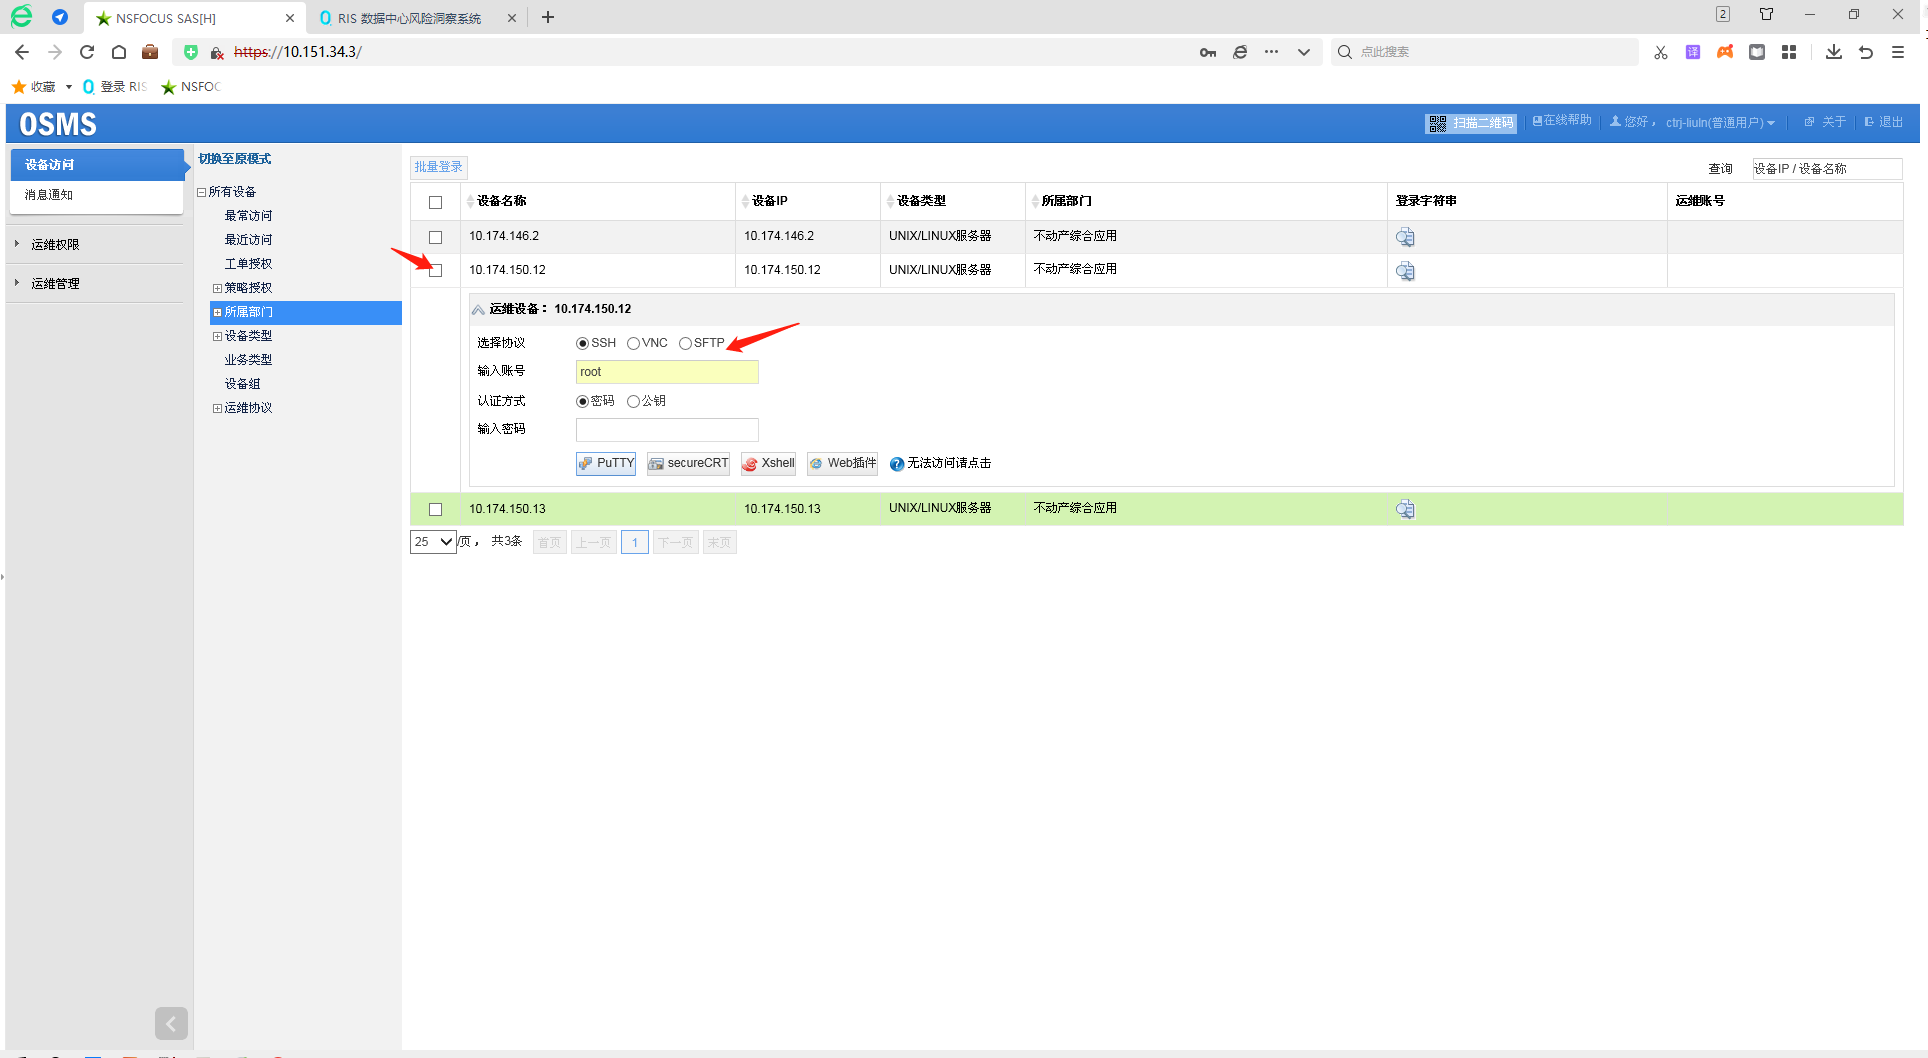 NSFOCUS SAS[H]
RIS 数据中心风险洞察系统
2
https://10.151.34.3/
点此搜索
译
收藏
登录 RIS
NSFOC
OSMS
扫描二维码
在线帮助
您好， ctrj-liuln(普通用户)
关于
退出
设备访问
消息通知
运维权限
运维管理
切换至原模式
所有设备
最常访问
最近访问
工单授权
策略授权
所属部门
设备类型
业务类型
设备组
运维协议
批量登录
查询 设备IP / 设备名称
设备名称 设备IP 设备类型 所属部门 登录字符串 运维账号
10.174.146.2 10.174.146.2 UNIX/LINUX服务器 不动产综合应用
10.174.150.12 10.174.150.12 UNIX/LINUX服务器 不动产综合应用
运维设备： 10.174.150.12
选择协议 SSH VNC SFTP
输入账号 root
认证方式 密码 公钥
输入密码
PuTTY secureCRT Xshell Web插件 无法访问请点击
10.174.150.13 10.174.150.13 UNIX/LINUX服务器 不动产综合应用
25 /页， 共3条 首页 上一页 1 下一页 末页